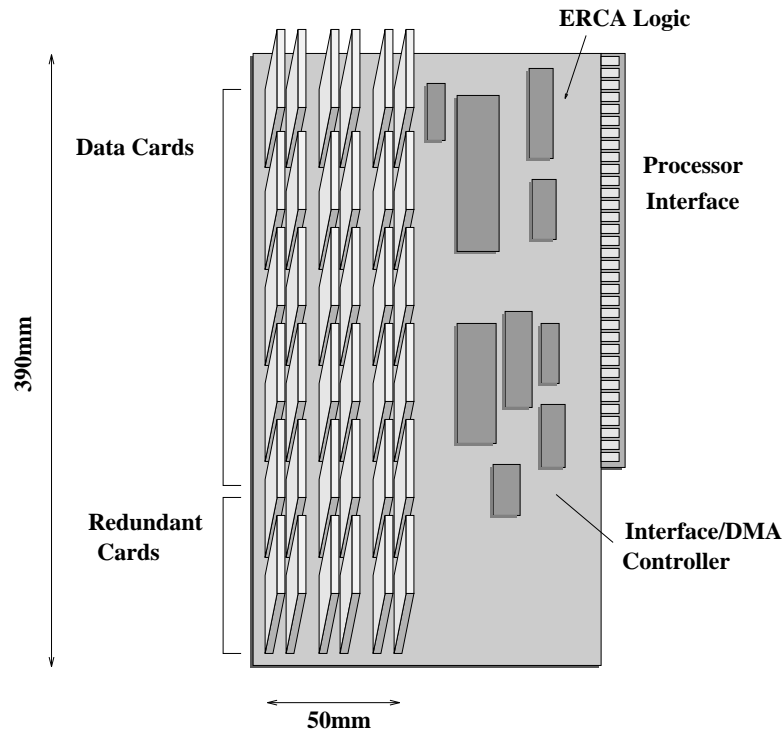 ERCA Logic
Data Cards
Processor
Interface
390mm
Redundant
Cards
Interface/DMA
Controller
50mm